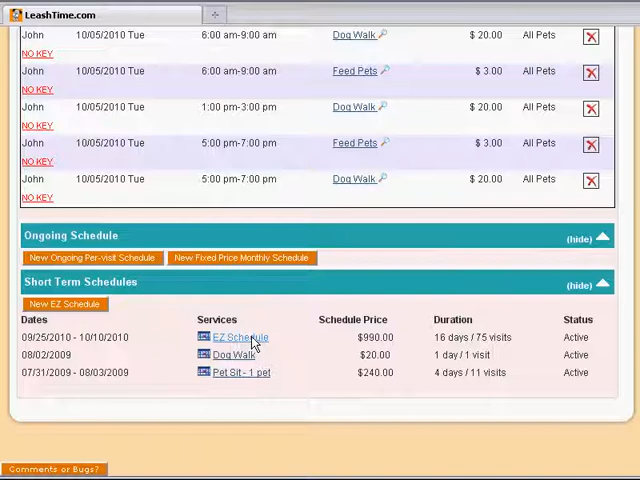 LeashTime.com
John 10/05/2010 Tue 6:00 am-9:00 am Dog Walk $ 20.00 All Pets
NO KEY
John 10/05/2010 Tue 6:00 am-9:00 am Feed Pets $ 3.00 All Pets
NO KEY
John 10/05/2010 Tue 1:00 pm-3:00 pm Dog Walk $ 20.00 All Pets
NO KEY
John 10/05/2010 Tue 5:00 pm-7:00 pm Feed Pets $ 3.00 All Pets
NO KEY
John 10/05/2010 Tue 5:00 pm-7:00 pm Dog Walk $ 20.00 All Pets
NO KEY
Ongoing Schedule (hide)
New Ongoing Per-visit Schedule New Fixed Price Monthly Schedule
Short Term Schedules (hide)
New EZ Schedule
Dates Services Schedule Price Duration Status
09/25/2010 - 10/10/2010 EZ Schedule $990.00 16 days / 75 visits Active
08/02/2009 Dog Walk $20.00 1 day / 1 visit Active
07/31/2009 - 08/03/2009 Pet Sit - 1 pet $240.00 4 days / 11 visits Active
Comments or Bugs?